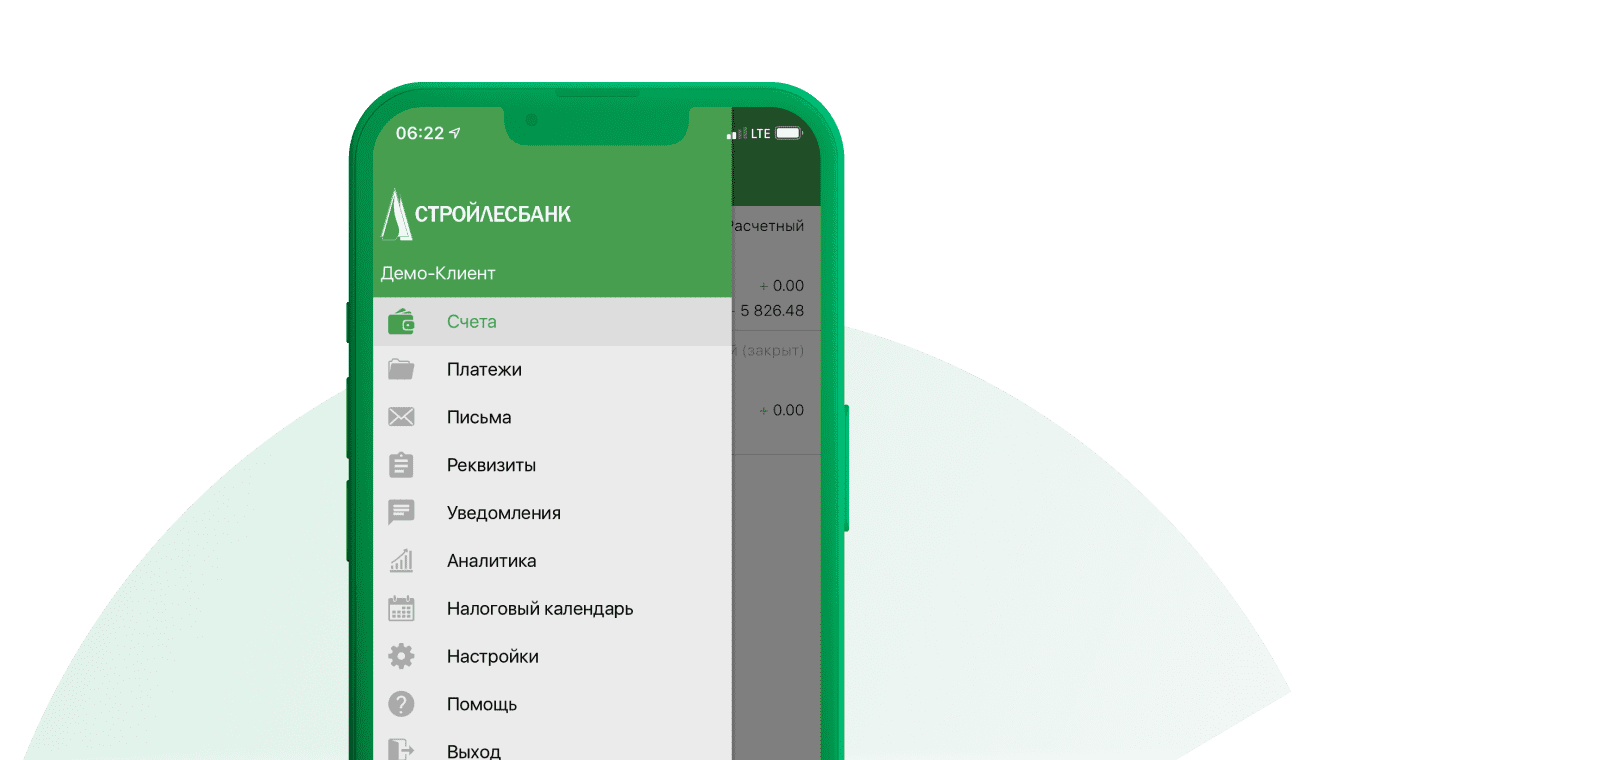 06:22
LTE
СТРОЙЛЕСБАНК
Демо-Клиент
Расчетный
+ 0.00
- 5 826.48
(закрыт)
+ 0.00
Счета
Платежи
Письма
Реквизиты
Уведомления
Аналитика
Налоговый календарь
Настройки
Помощь
Выход